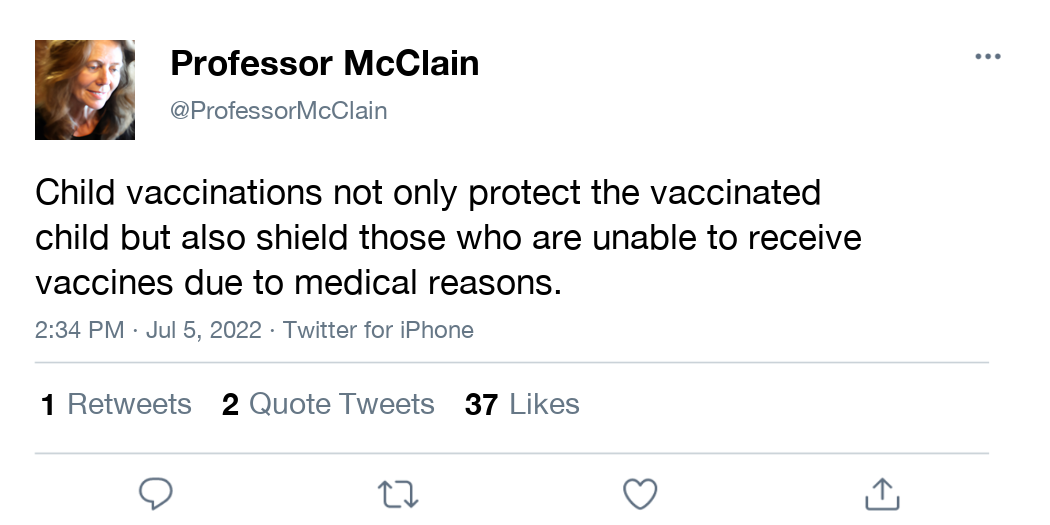 Professor McClain
@ProfessorMcClain
Child vaccinations not only protect the vaccinated
child but also shield those who are unable to receive
vaccines due to medical reasons.
2:34 PM · Jul 5, 2022 · Twitter for iPhone
1 Retweets 2 Quote Tweets 37 Likes